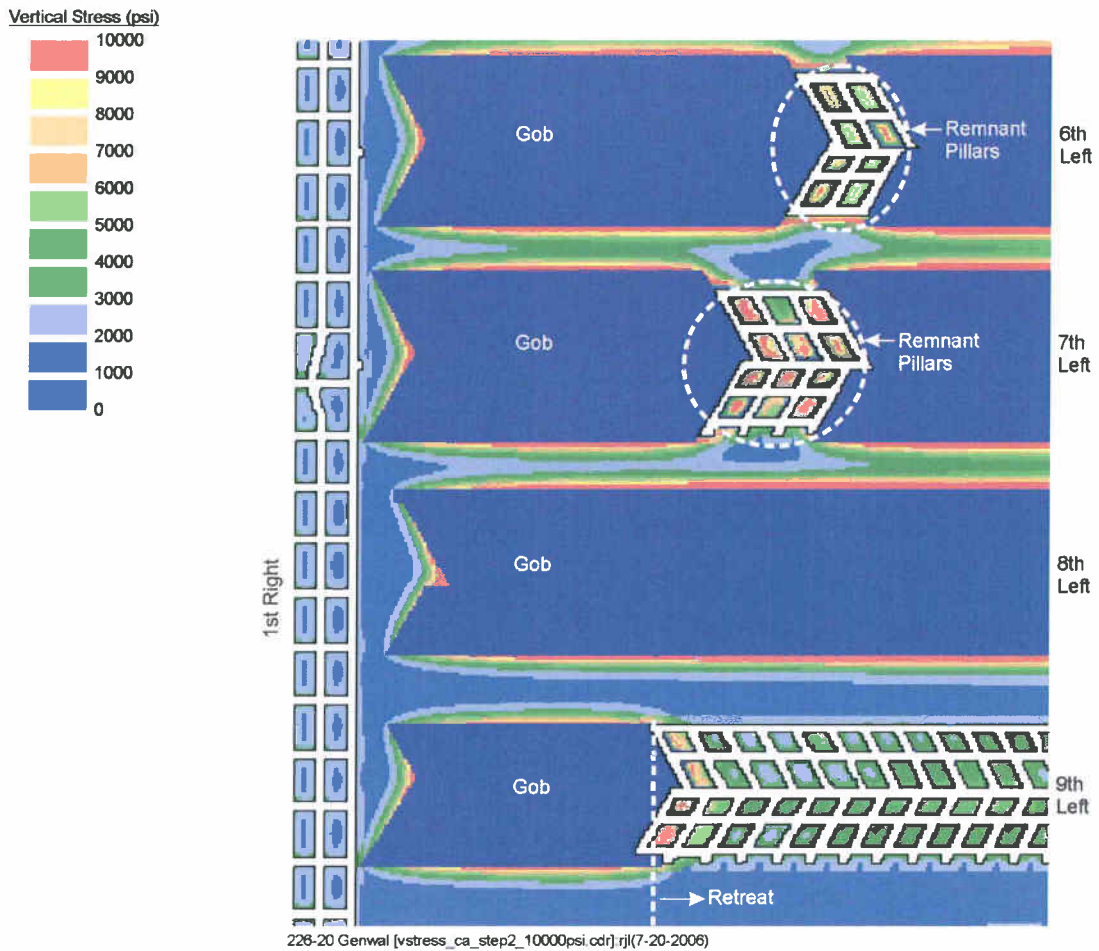 Vertical Stress (psi)
10000
9000
8000
7000
6000
5000
4000
3000
2000
1000
0
Gob
Remnant
Pillars
6th
Left
Gob
Remnant
Pillars
7th
Left
1st Right
Gob
8th
Left
Gob
9th
Left
Retreat
226-20 Genwal [vstress_ca_step2_10000psi.cdr]:rjl(7-20-2006)